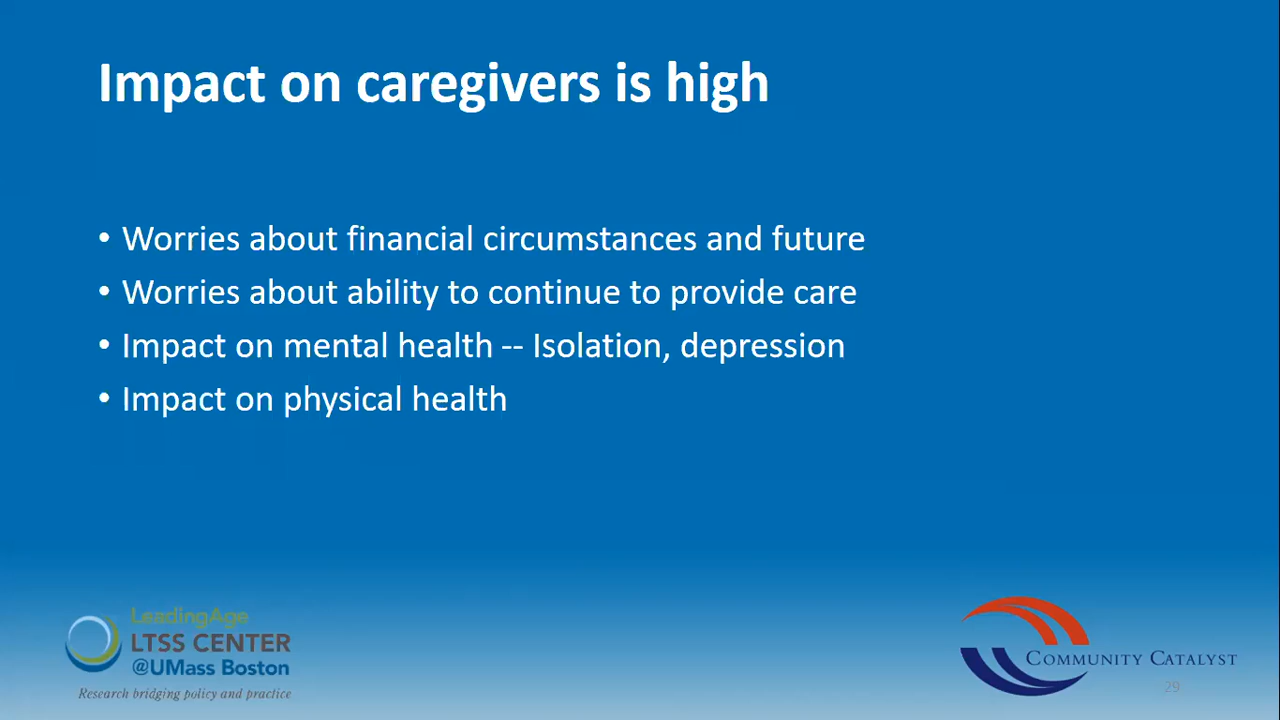 Impact on caregivers is high
• Worries about financial circumstances and future
• Worries about ability to continue to provide care
• Impact on mental health -- Isolation, depression
• Impact on physical health
LeadingAge
LTSS CENTER
@UMass Boston
Research bridging policy and practice
COMMUNITY CATALYST
29